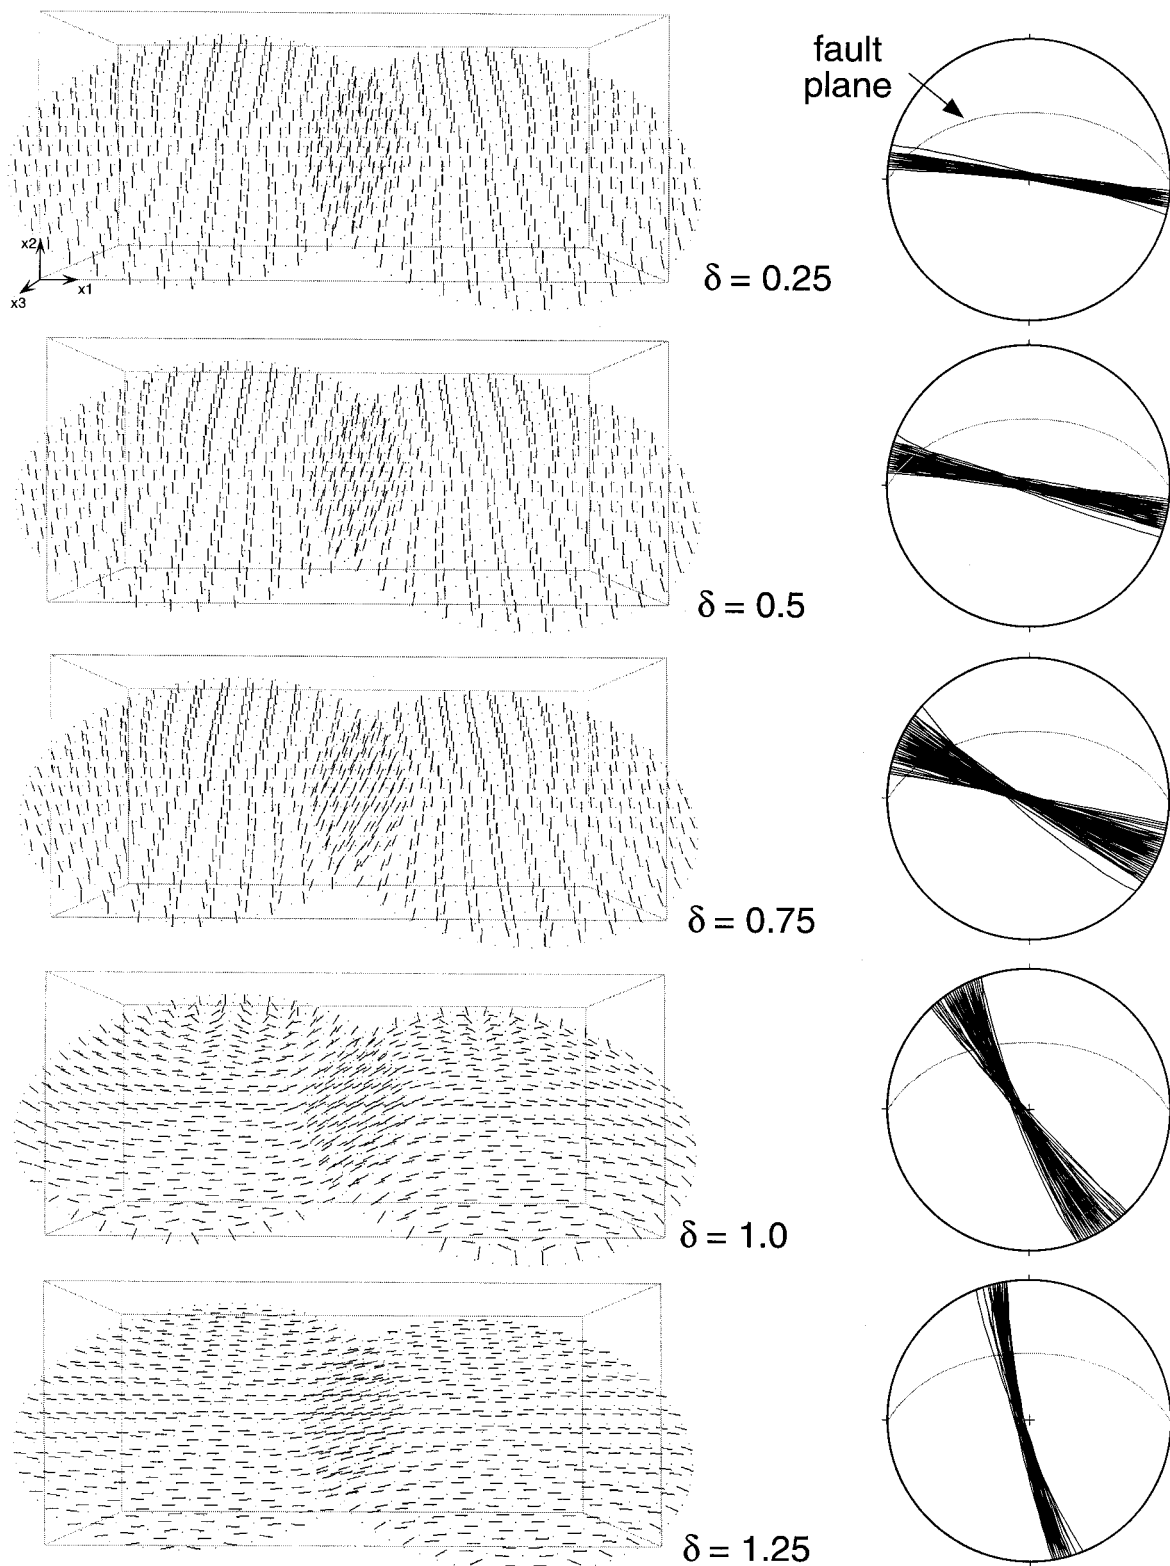 fault
plane
x2
x1
x3
δ = 0.25
δ = 0.5
δ = 0.75
δ = 1.0
δ = 1.25